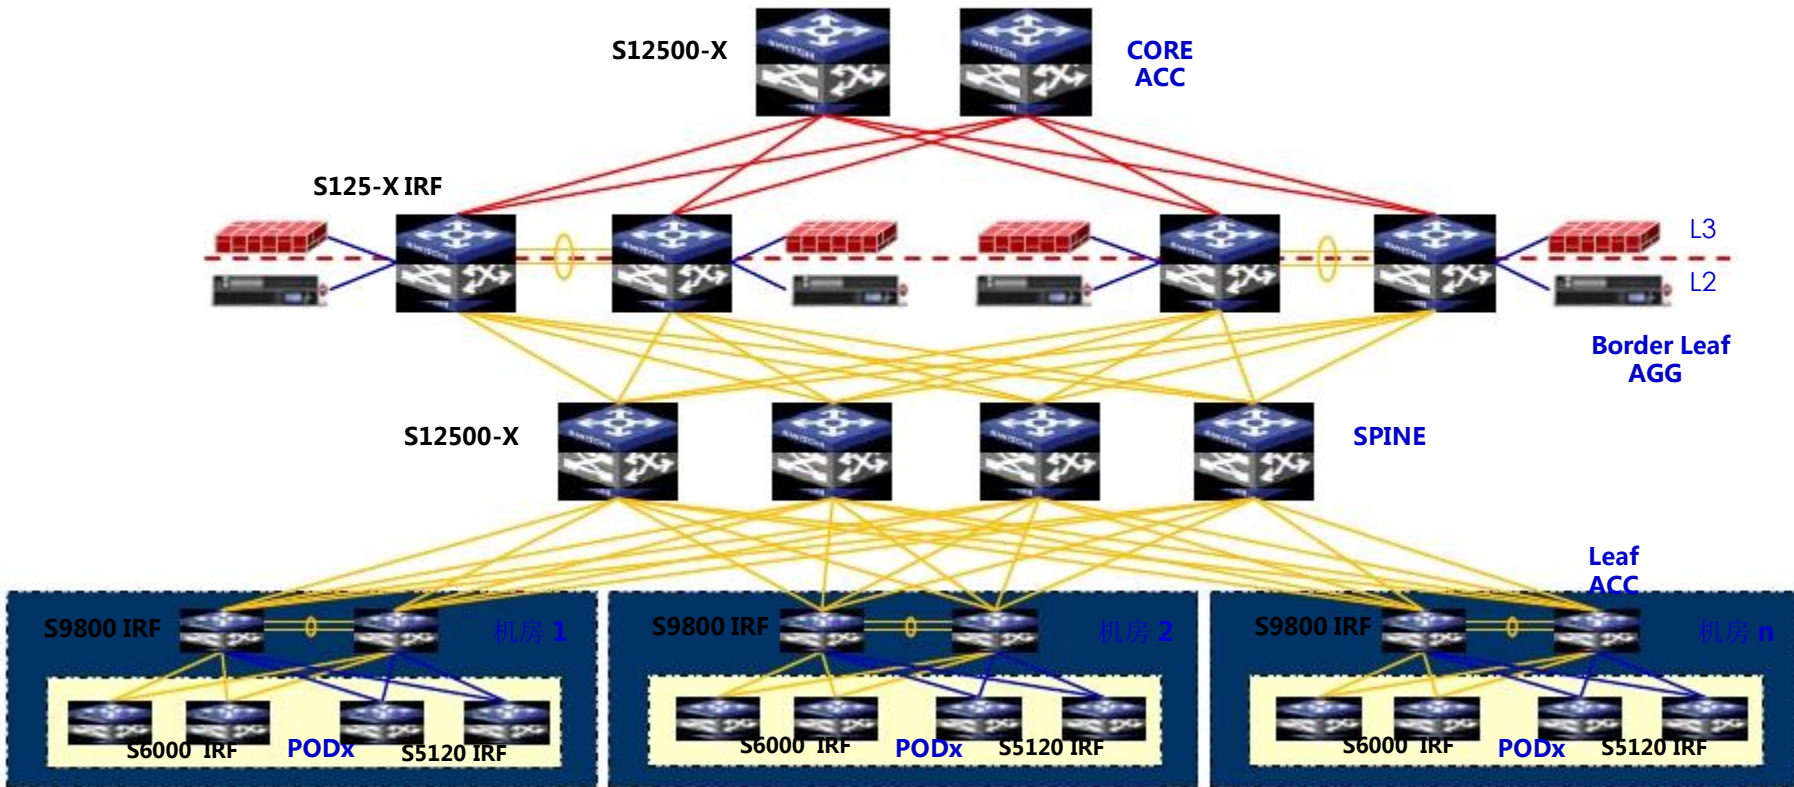 S12500-X
CORE
ACC
S125-X IRF
L3
L2
Border Leaf
AGG
S12500-X
SPINE
Leaf
ACC
S9800 IRF
机房 1
S9800 IRF
机房 2
S9800 IRF
机房 n
S6000 IRF
PODx
S5120 IRF
S6000 IRF
PODx
S5120 IRF
S6000 IRF
PODx
S5120 IRF